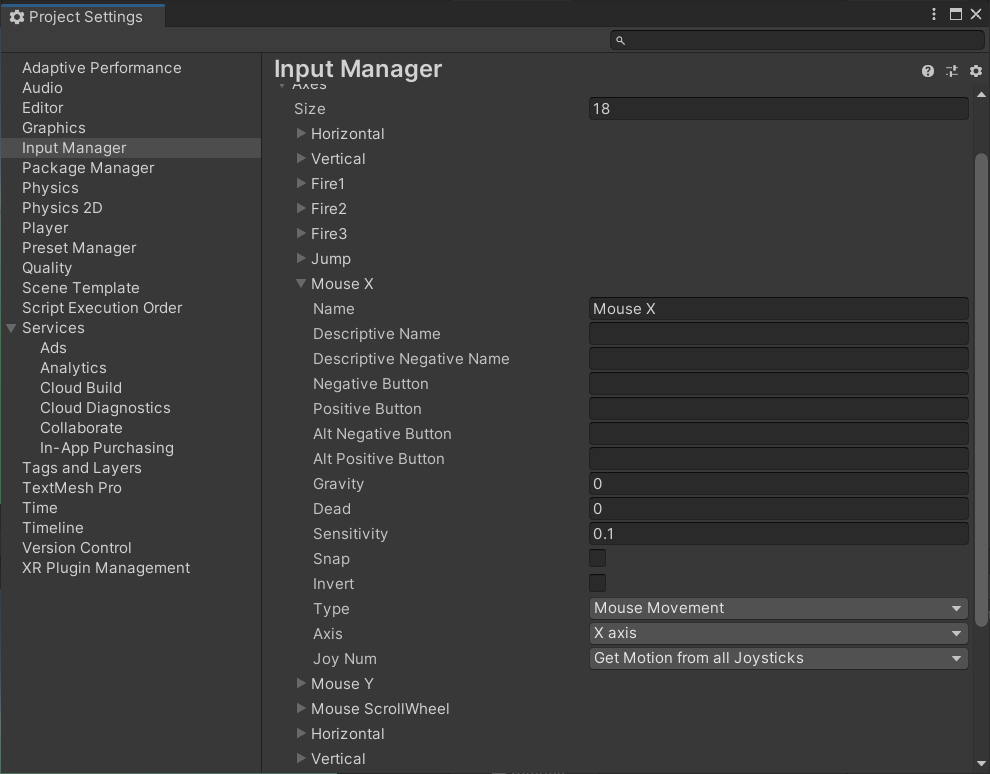 Project Settings
Adaptive Performance
Audio
Editor
Graphics
Input Manager
Package Manager
Physics
Physics 2D
Player
Preset Manager
Quality
Scene Template
Script Execution Order
Services
Ads
Analytics
Cloud Build
Cloud Diagnostics
Collaborate
In-App Purchasing
Tags and Layers
TextMesh Pro
Time
Timeline
Version Control
XR Plugin Management
Input Manager
Axes
Size 18
Horizontal
Vertical
Fire1
Fire2
Fire3
Jump
Mouse X
Name Mouse X
Descriptive Name
Descriptive Negative Name
Negative Button
Positive Button
Alt Negative Button
Alt Positive Button
Gravity 0
Dead 0
Sensitivity 0.1
Snap
Invert
Type Mouse Movement
Axis X axis
Joy Num Get Motion from all Joysticks
Mouse Y
Mouse ScrollWheel
Horizontal
Vertical